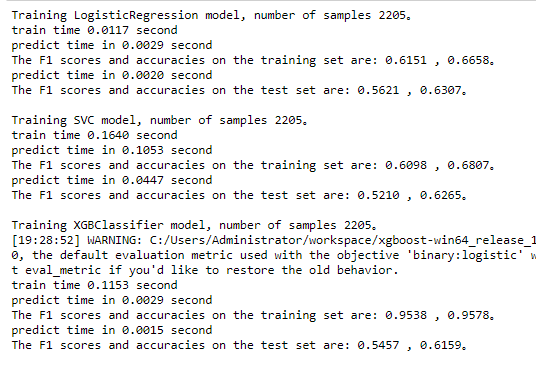 Training LogisticRegression model, number of samples 2205。
train time 0.0117 second
predict time in 0.0029 second
The F1 scores and accuracies on the training set are: 0.6151 , 0.6658。
predict time in 0.0020 second
The F1 scores and accuracies on the test set are: 0.5621 , 0.6307。
Training SVC model, number of samples 2205。
train time 0.1640 second
predict time in 0.1053 second
The F1 scores and accuracies on the training set are: 0.6098 , 0.6807。
predict time in 0.0447 second
The F1 scores and accuracies on the test set are: 0.5210 , 0.6265。
Training XGBClassifier model, number of samples 2205。
[19:28:52] WARNING: C:/Users/Administrator/workspace/xgboost-win64_release_1
0, the default evaluation metric used with the objective 'binary:logistic' w
t eval_metric if you'd like to restore the old behavior.
train time 0.1153 second
predict time in 0.0029 second
The F1 scores and accuracies on the training set are: 0.9538 , 0.9578。
predict time in 0.0015 second
The F1 scores and accuracies on the test set are: 0.5457 , 0.6159。